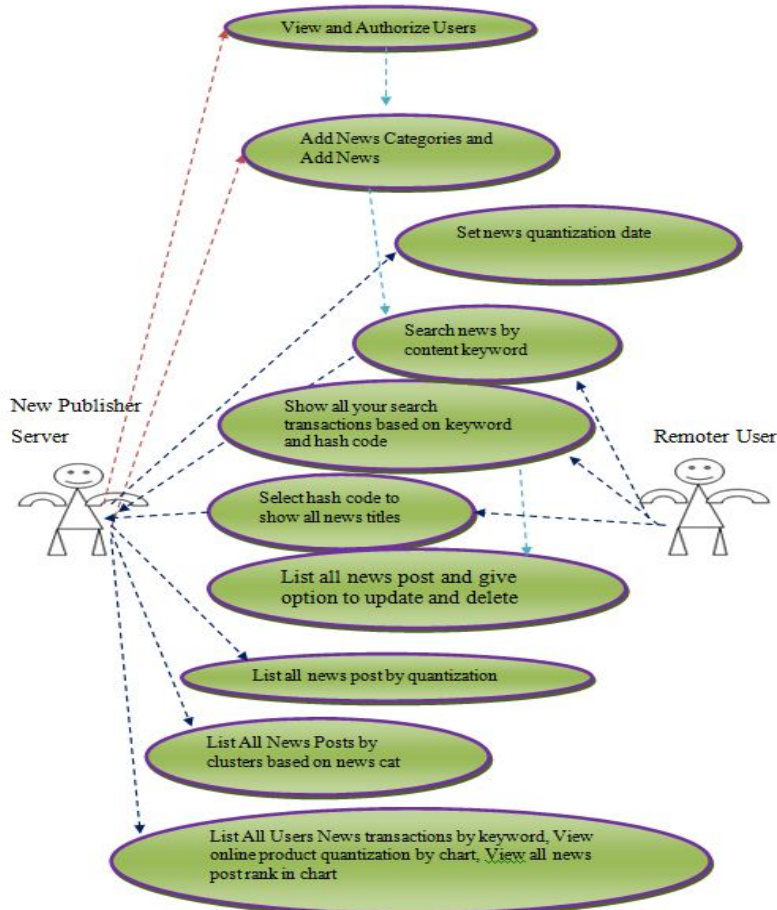 View and Authorize Users
Add News Categories and
Add News
Set news quantization date
Search news by
content keyword
New Publisher
Server
Show all your search
transactions based on keyword
and hash code
Remoter User
Select hash code to
show all news titles
List all news post and give
option to update and delete
List all news post by quantization
List All News Posts by
clusters based on news cat
List All Users News transactions by keyword, View
online product quantization by chart, View all news
post rank in chart